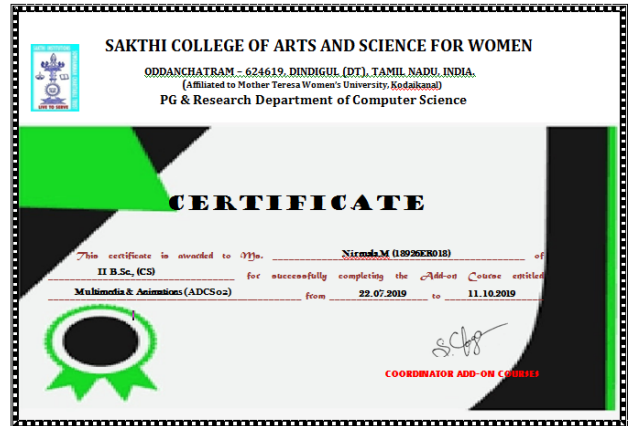 SAKTHI COLLEGE OF ARTS AND SCIENCE FOR WOMEN
ODDANCHATRAM – 624619, DINDIGUL (DT), TAMIL NADU, INDIA.
(Affiliated to Mother Teresa Women's University, Kodaikanal)
PG & Research Department of Computer Science
CERTIFICATE
This certificate is awarded to Ms. Nirmala.M (18926ER018) of
II B.Sc., (CS) for successfully completing the Add-on Course entitled
Multimedia & Animations (ADCS02) from 22.07.2019 to 11.10.2019
COORDINATOR ADD-ON COURSES
LIVE TO SERVE